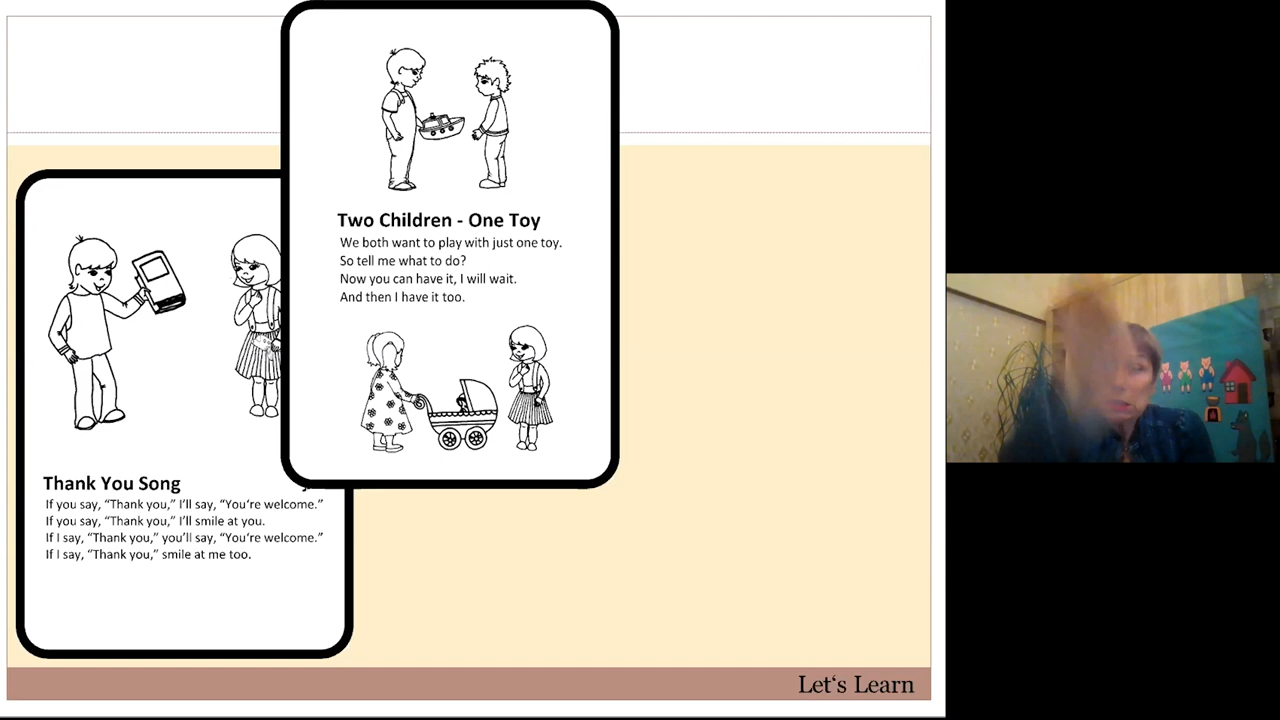 Two Children - One Toy
We both want to play with just one toy.
So tell me what to do?
Now you can have it, I will wait.
And then I have it too.
Thank You Song
If you say, “Thank you,” I’ll say, “You’re welcome.”
If you say, “Thank you,” I’ll smile at you.
If I say, “Thank you,” you’ll say, “You’re welcome.”
If I say, “Thank you,” smile at me too.
Let‘s Learn